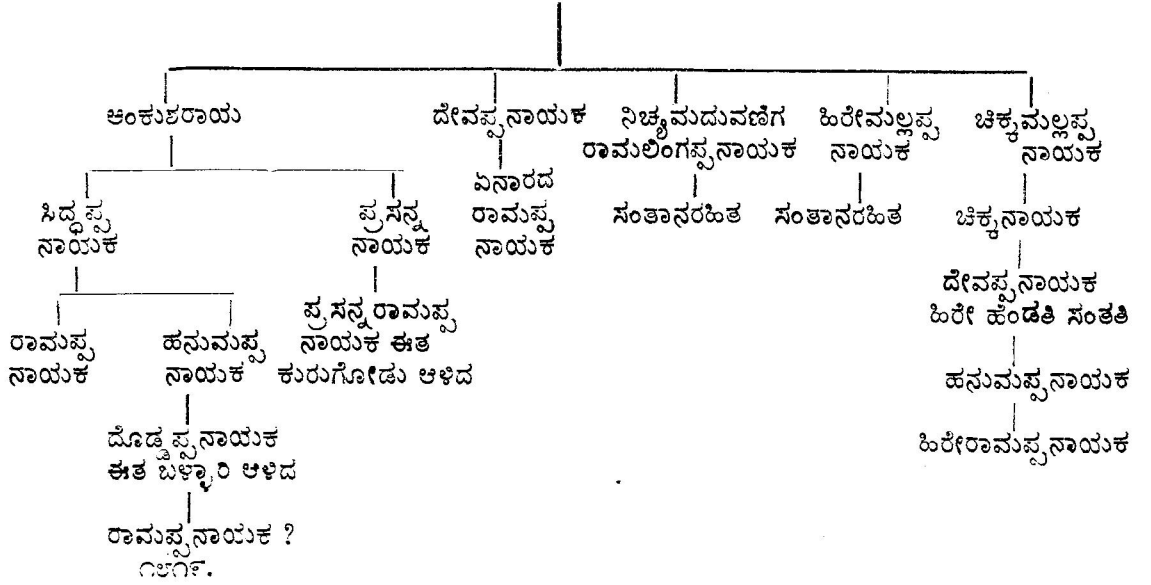 ಆಂಕುಶರಾಯ ದೇವಪ್ಪನಾಯಕ ನಿಚ್ಯಮದುವಣಿಗ ಹಿರೇಮಲ್ಲಪ್ಪ ಚಿಕ್ಕಮಲ್ಲಪ್ಪ
ರಾಮಲಿಂಗಪ್ಪನಾಯಕ ನಾಯಕ ನಾಯಕ
ಏನಾರದ
ಸಿದ್ಧಪ್ಪ ಪ್ರಸನ್ನ ರಾಮಪ್ಪ ಸಂತಾನರಹಿತ ಸಂತಾನರಹಿತ ಚಿಕ್ಕನಾಯಕ
ನಾಯಕ ನಾಯಕ ನಾಯಕ
ದೇವಪ್ಪನಾಯಕ
ಪ್ರಸನ್ನರಾಮಪ್ಪ ಹಿರೇ ಹೆಂಡತಿ ಸಂತತಿ
ರಾಮಪ್ಪ ಹನುಮಪ್ಪ ನಾಯಕ ಈತ
ನಾಯಕ ನಾಯಕ ಕುರುಗೋಡು ಆಳಿದ ಹನುಮಪ್ಪನಾಯಕ
ದೊಡ್ಡಪ್ಪನಾಯಕ ಹಿರೇರಾಮಪ್ಪನಾಯಕ
ಈತ ಬಳ್ಳಾರಿ ಆಳಿದ
ರಾಮಪ್ಪನಾಯಕ ?
೧೮೧೯.